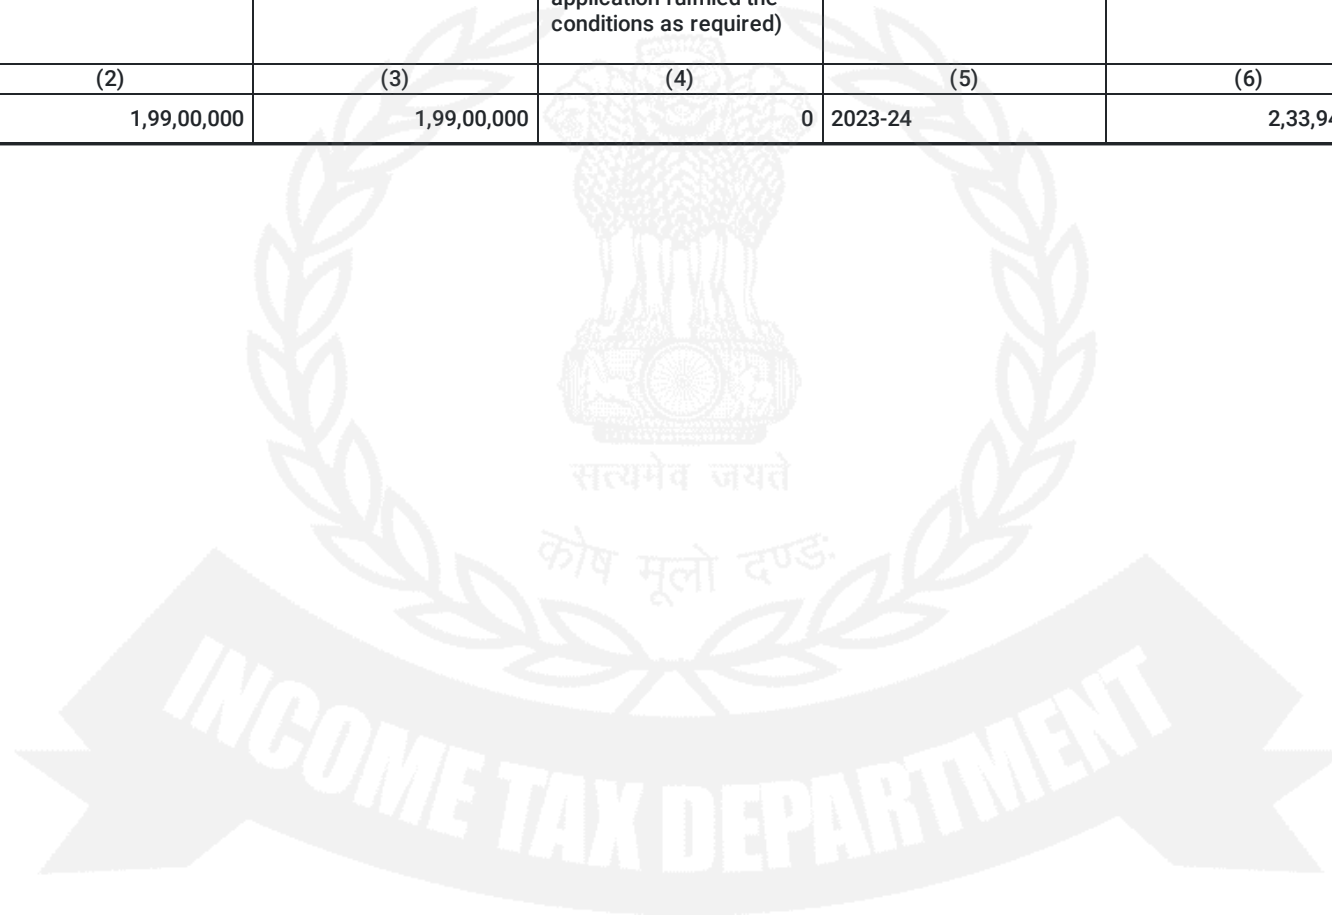 conditions as required)
(2) (3) (4) (5) (6)
1,99,00,000 1,99,00,000 0 2023-24
सत्यमेव जयते
कोष मूलो दण्डः
INCOME TAX DEPARTMENT